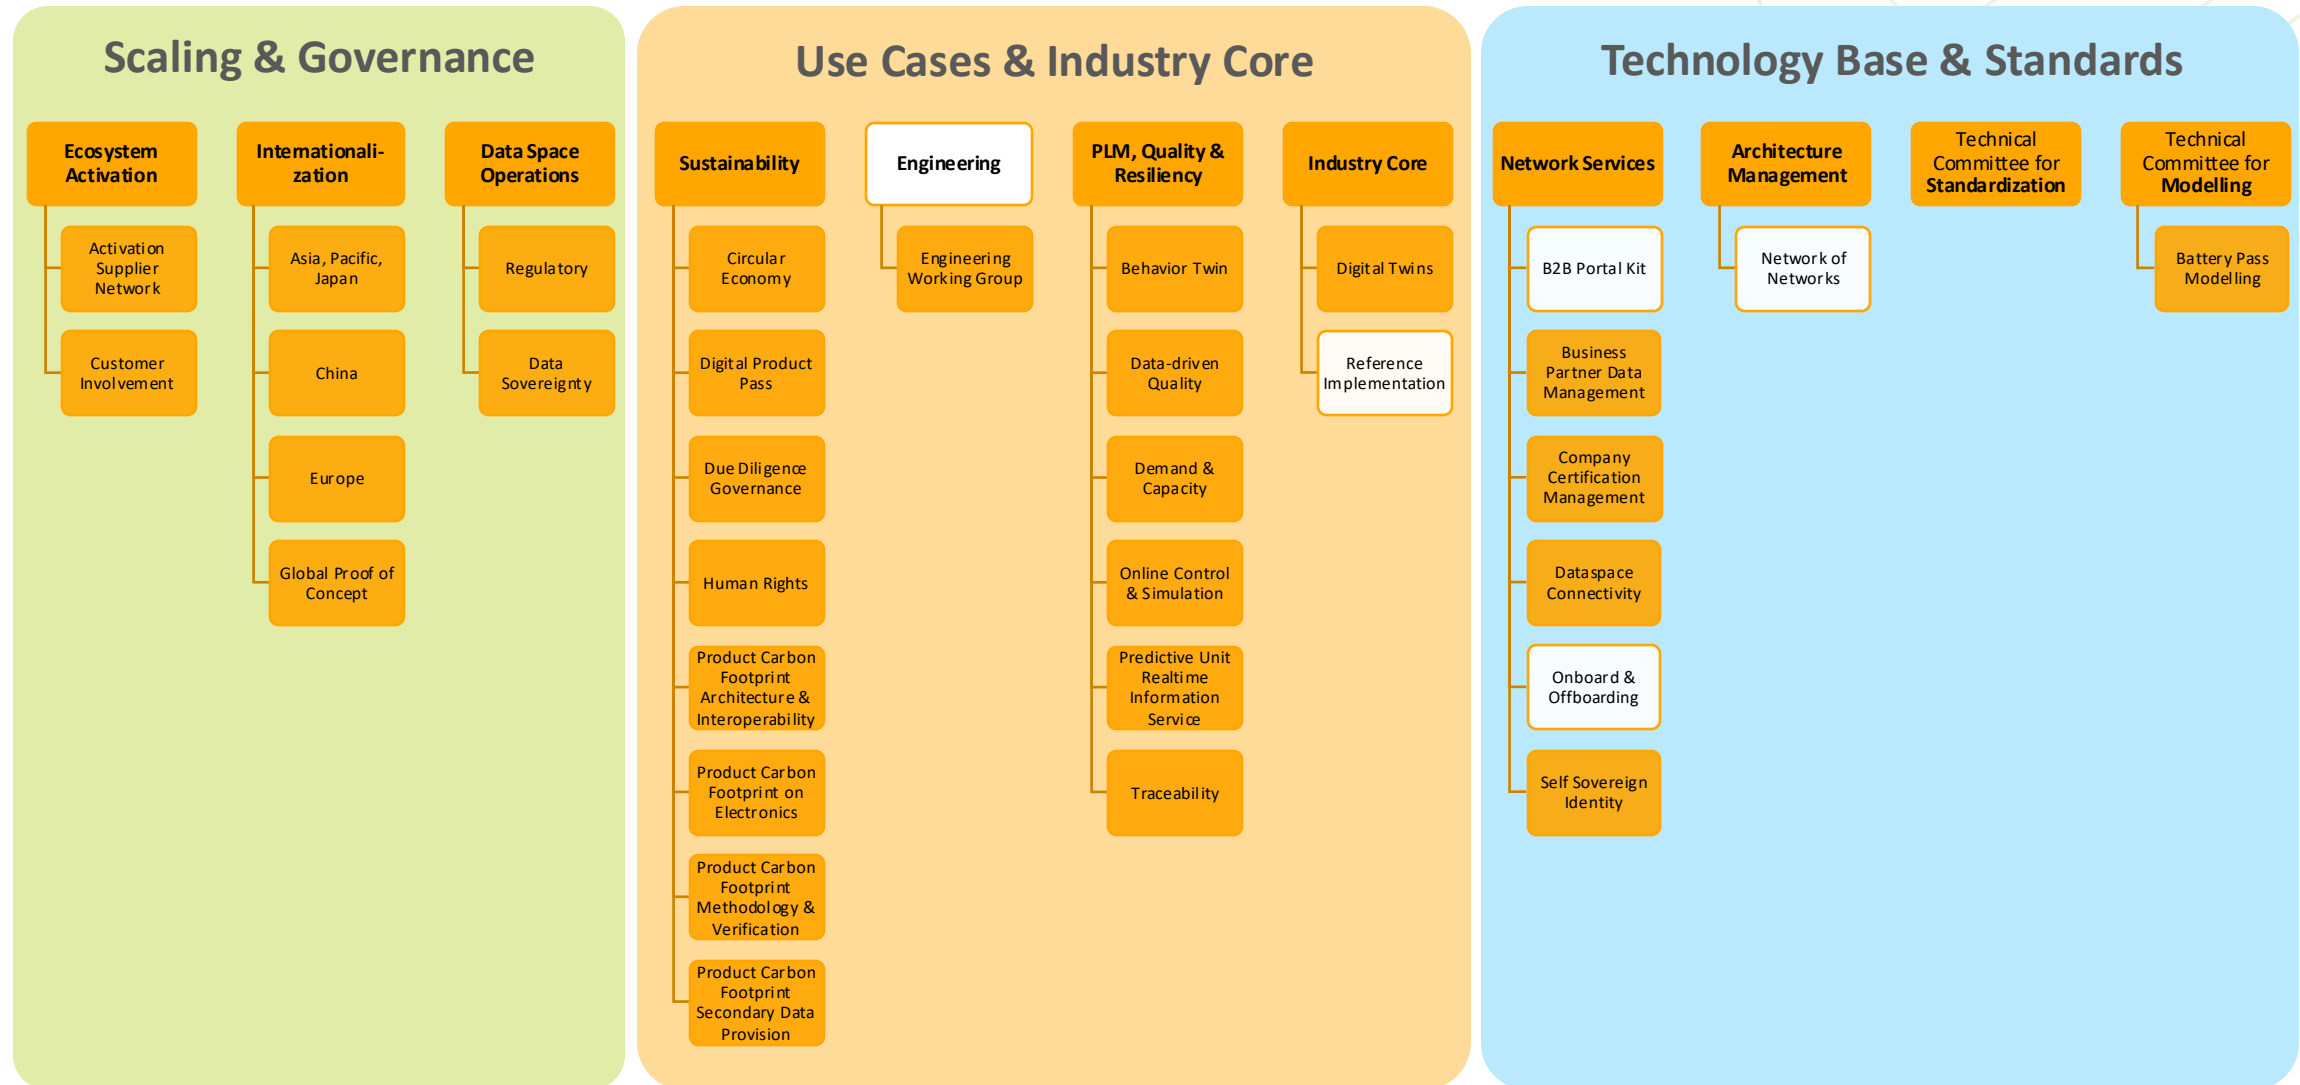 Scaling & Governance
Ecosystem
Activation
Activation
Supplier
Network
Customer
Involvement
Internationali-
zation
Asia, Pacific,
Japan
China
Europe
Global Proof of
Concept
Data Space
Operations
Regulatory
Data
Sovereignty
Use Cases & Industry Core
Sustainability
Circular
Economy
Digital Product
Pass
Due Diligence
Governance
Human Rights
Product Carbon
Footprint
Architecture &
Interoperability
Product Carbon
Footprint on
Electronics
Product Carbon
Footprint
Methodology &
Verification
Product Carbon
Footprint
Secondary Data
Provision
Engineering
Engineering
Working Group
PLM, Quality &
Resiliency
Behavior Twin
Data-driven
Quality
Demand &
Capacity
Online Control
& Simulation
Predictive Unit
Realtime
Information
Service
Traceability
Industry Core
Digital Twins
Reference
Implementation
Technology Base & Standards
Network Services
B2B Portal Kit
Business
Partner Data
Management
Company
Certification
Management
Dataspace
Connectivity
Onboard &
Offboarding
Self Sovereign
Identity
Architecture
Management
Network of
Networks
Technical
Committee for
Standardization
Technical
Committee for
Modelling
Battery Pass
Modelling